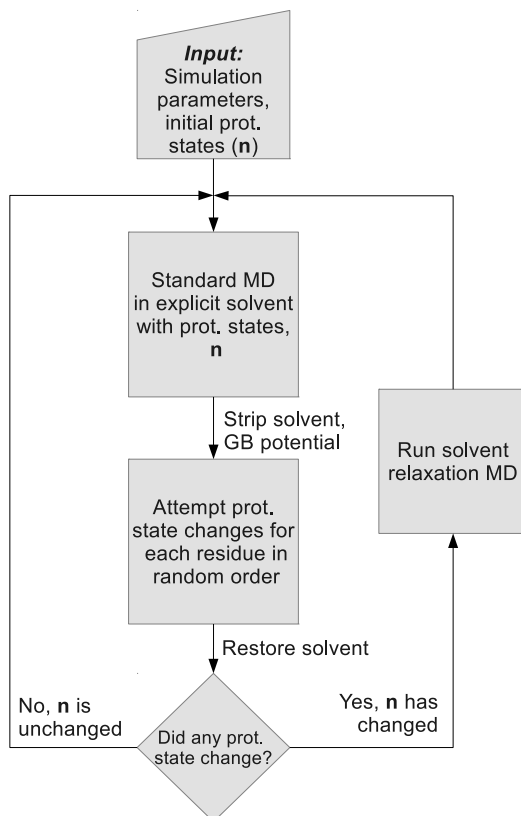 Input:
Simulation
parameters,
initial prot.
states (n)
Standard MD
in explicit solvent
with prot. states,
n
Strip solvent,
GB potential
Run solvent
relaxation MD
Attempt prot.
state changes for
each residue in
random order
Restore solvent
No, n is
unchanged
Yes, n has
changed
Did any prot.
state change?